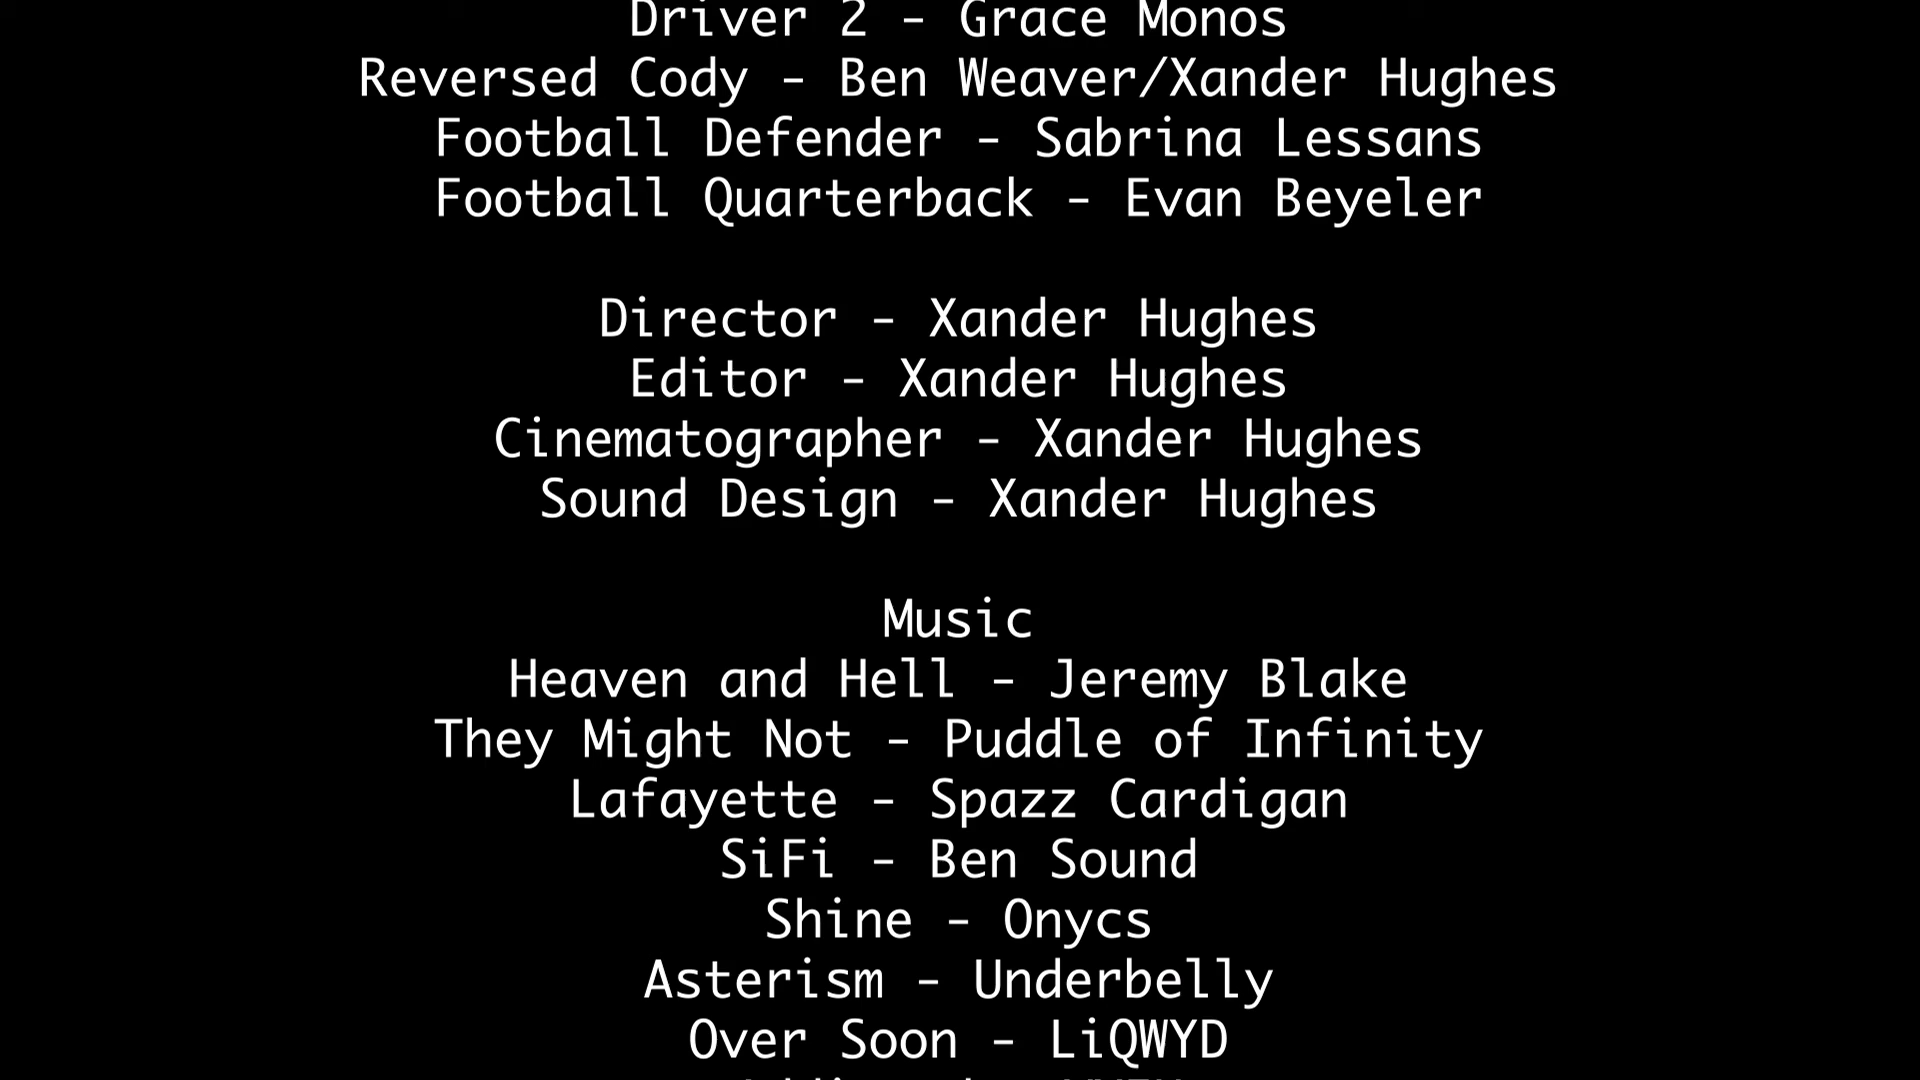 Driver 2 - Grace Monos
Reversed Cody - Ben Weaver/Xander Hughes
Football Defender - Sabrina Lessans
Football Quarterback - Evan Beyeler
Director - Xander Hughes
Editor - Xander Hughes
Cinematographer - Xander Hughes
Sound Design - Xander Hughes
Music
Heaven and Hell - Jeremy Blake
They Might Not - Puddle of Infinity
Lafayette - Spazz Cardigan
SiFi - Ben Sound
Shine - Onycs
Asterism - Underbelly
Over Soon - LiQWYD